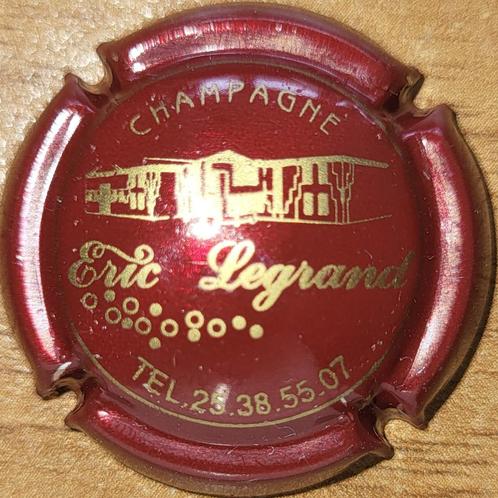 CHAMPAGNE
Eric Legrand
TEL.25.38.55.07